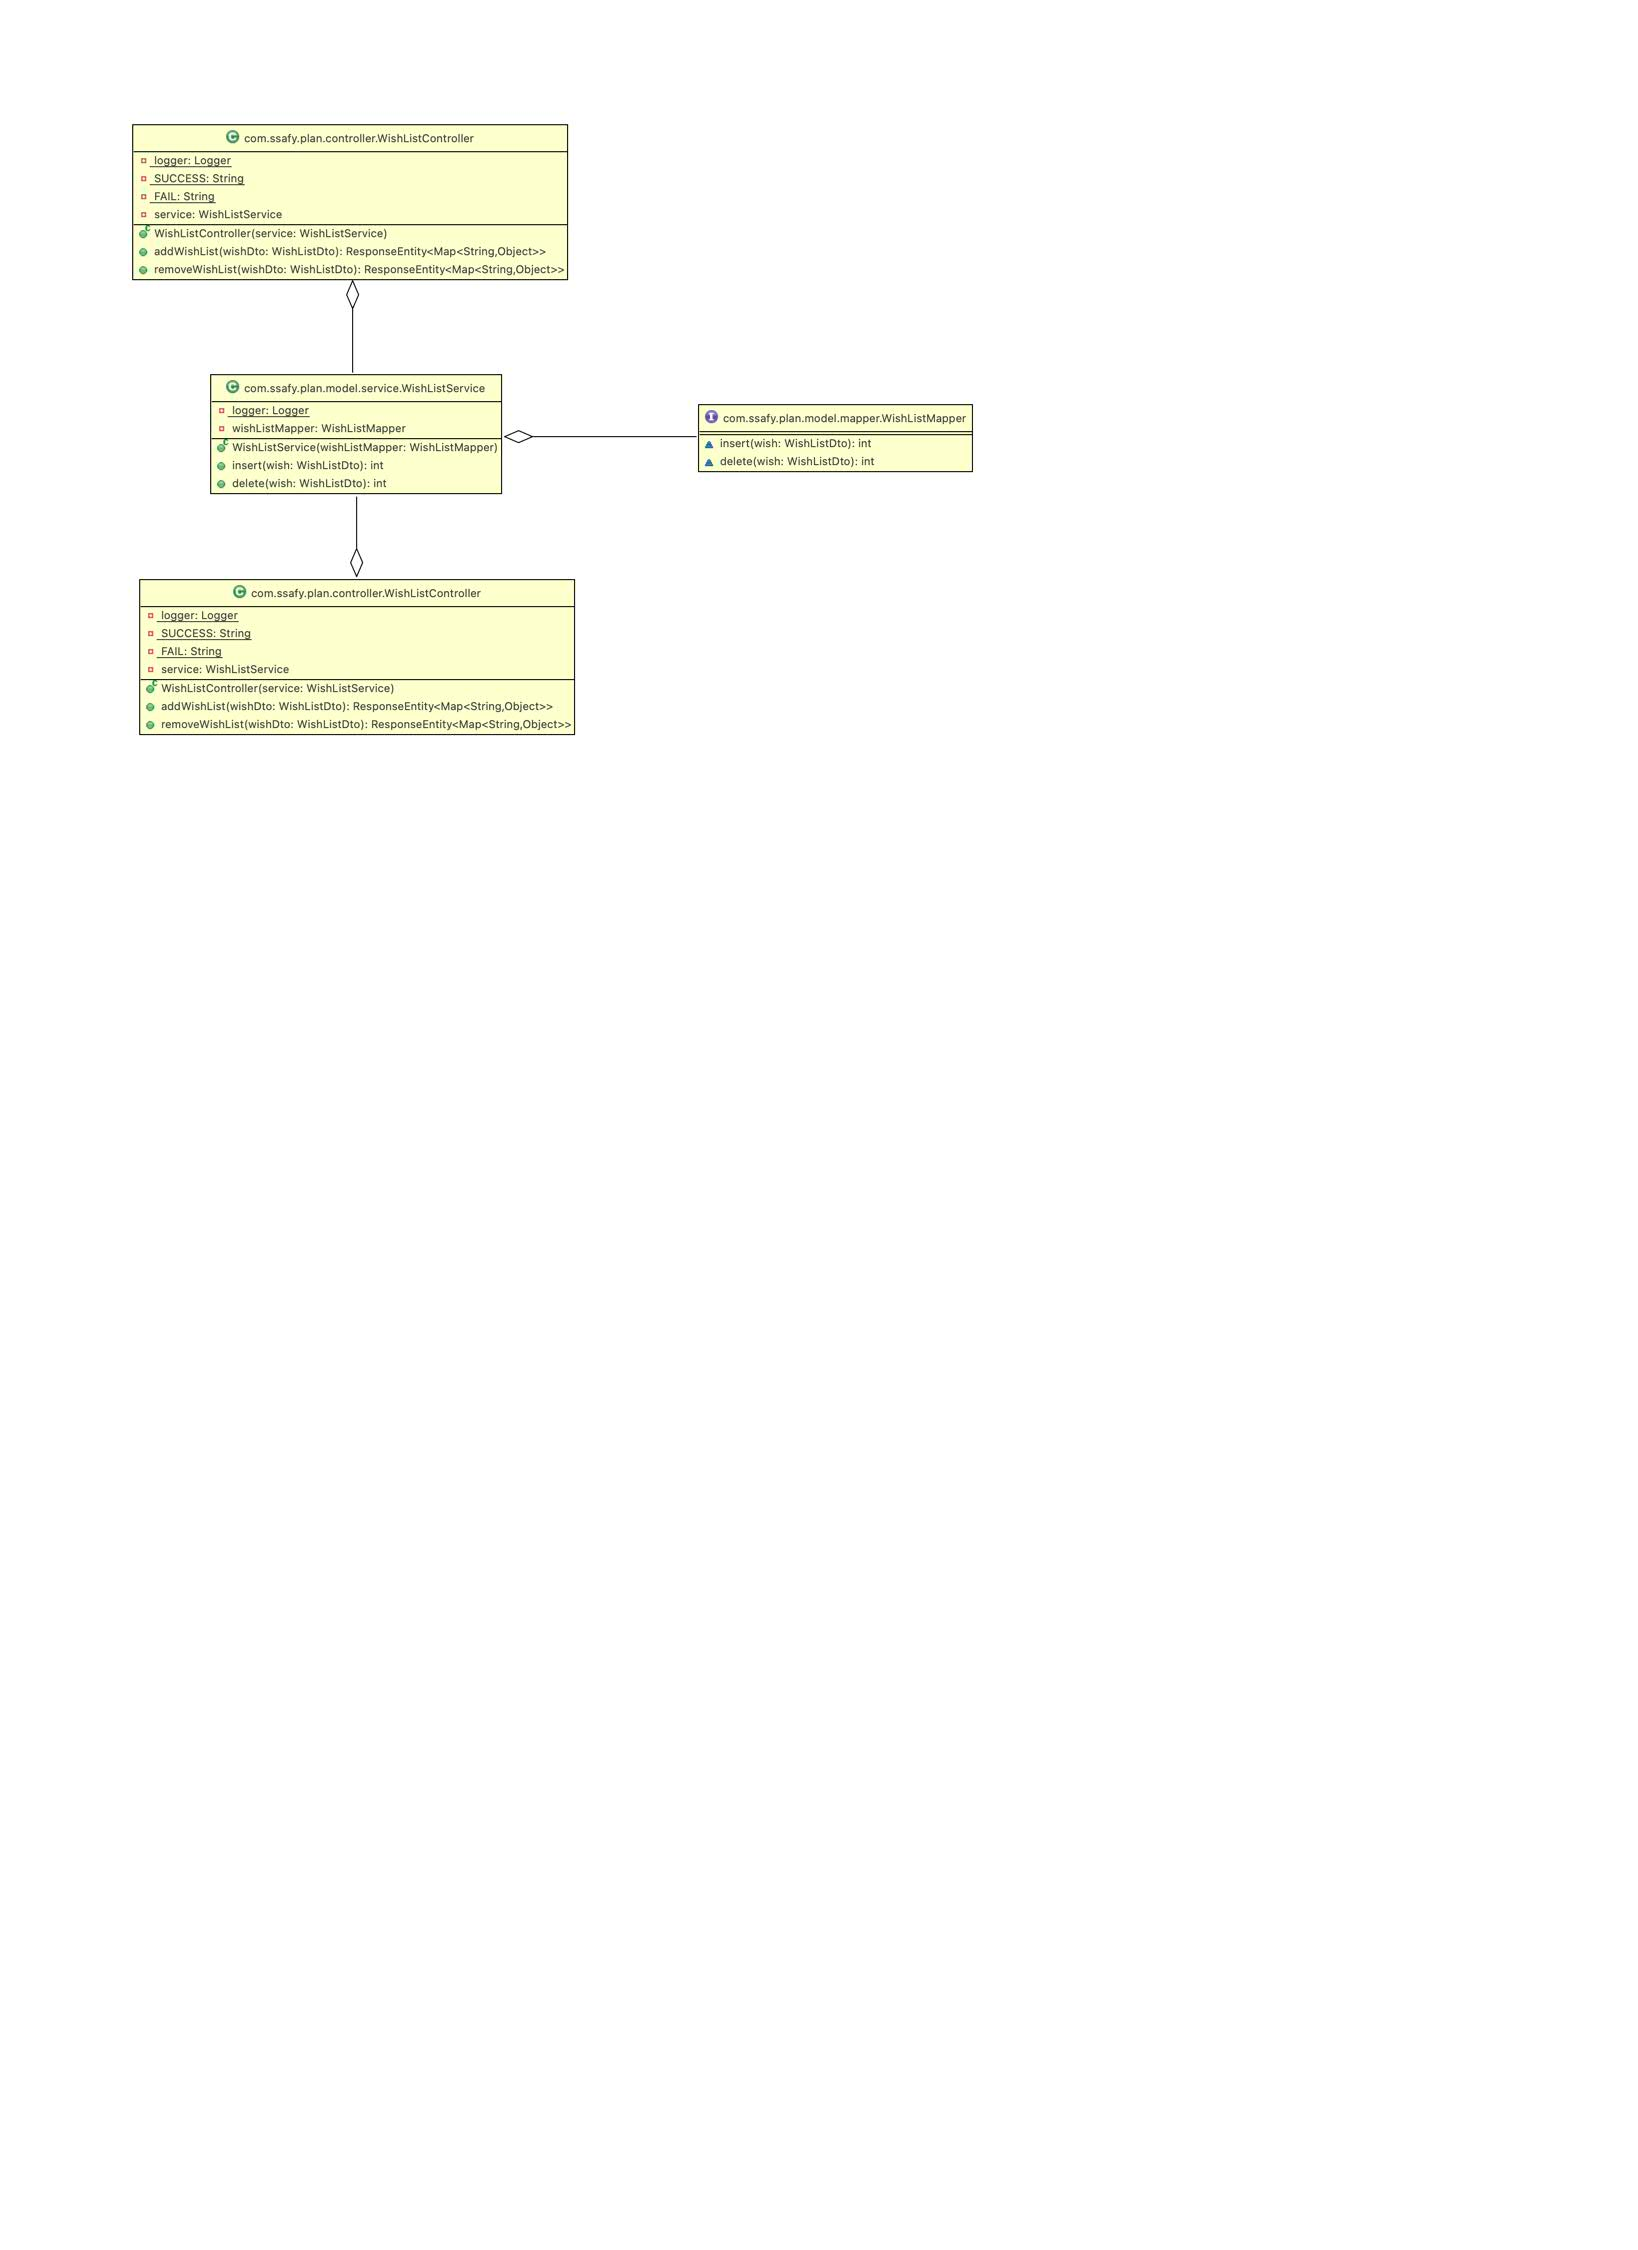 com.ssafy.plan.controller.WishListController
logger: Logger
SUCCESS: String
FAIL: String
service: WishListService
WishListController(service: WishListService)
addWishList(wishDto: WishListDto): ResponseEntity<Map<String,Object>>
removeWishList(wishDto: WishListDto): ResponseEntity<Map<String,Object>>
com.ssafy.plan.model.service.WishListService
logger: Logger
wishListMapper: WishListMapper
WishListService(wishListMapper: WishListMapper)
insert(wish: WishListDto): int
delete(wish: WishListDto): int
com.ssafy.plan.model.mapper.WishListMapper
insert(wish: WishListDto): int
delete(wish: WishListDto): int
com.ssafy.plan.controller.WishListController
logger: Logger
SUCCESS: String
FAIL: String
service: WishListService
WishListController(service: WishListService)
addWishList(wishDto: WishListDto): ResponseEntity<Map<String,Object>>
removeWishList(wishDto: WishListDto): ResponseEntity<Map<String,Object>>